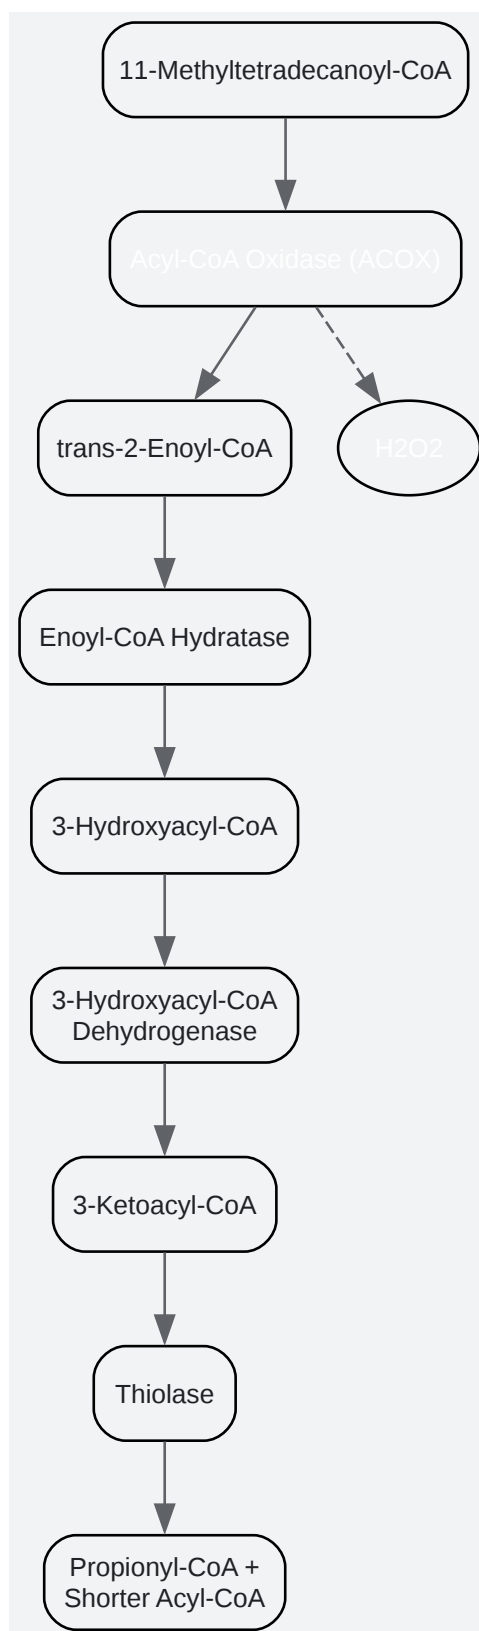 11-Methyltetradecanoyl-CoA
Acyl-CoA Oxidase (ACOX)
trans-2-Enoyl-CoA
H2O2
Enoyl-CoA Hydratase
3-Hydroxyacyl-CoA
3-Hydroxyacyl-CoA
Dehydrogenase
3-Ketoacyl-CoA
Thiolase
Propionyl-CoA +
Shorter Acyl-CoA